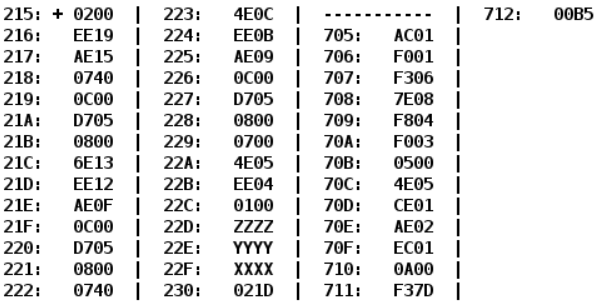 215: + 0200 | 223: 4E0C | ----------- | 712: 00B5
216: EE19 | 224: EE0B | 705: AC01 |
217: AE15 | 225: AE09 | 706: F001 |
218: 0740 | 226: 0C00 | 707: F306 |
219: 0C00 | 227: D705 | 708: 7E08 |
21A: D705 | 228: 0800 | 709: F804 |
21B: 0800 | 229: 0700 | 70A: F003 |
21C: 6E13 | 22A: 4E05 | 70B: 0500 |
21D: EE12 | 22B: EE04 | 70C: 4E05 |
21E: AE0F | 22C: 0100 | 70D: CE01 |
21F: 0C00 | 22D: ZZZZ | 70E: AE02 |
220: D705 | 22E: YYYY | 70F: EC01 |
221: 0800 | 22F: XXXX | 710: 0A00 |
222: 0740 | 230: 021D | 711: F37D |